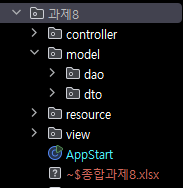 과제8
controller
model
dao
dto
resource
view
AppStart
~$종합과제8.xlsx